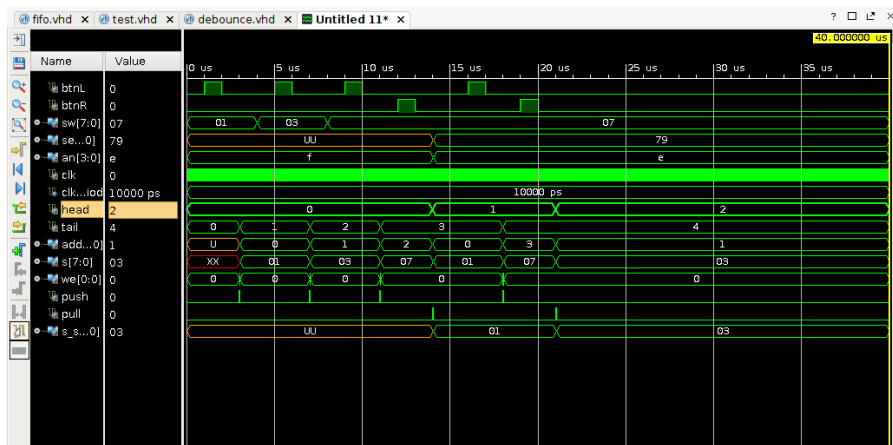 fifo.vhd × test.vhd × debounce.vhd × Untitled 11* × ?
40.000000 us
Name Value
0 us 5 us 10 us 15 us 20 us 25 us 30 us 35 us
btnL 0
btnR 0
sw[7:0] 07 01 03 07
se...0] 79 UU 79
an[3:0] e f e
clk 0
clk...iod 10000 ps 10000 ps
head 2 0 1 2
tail 4 0 1 2 3 4
add...0] 1 U 0 1 2 0 3 1
s[7:0] 03 XX 01 03 07 01 07 03
we[0:0] 0 0 0 0 0 0
push 0
pull 0
s_s...0] 03 UU 01 03